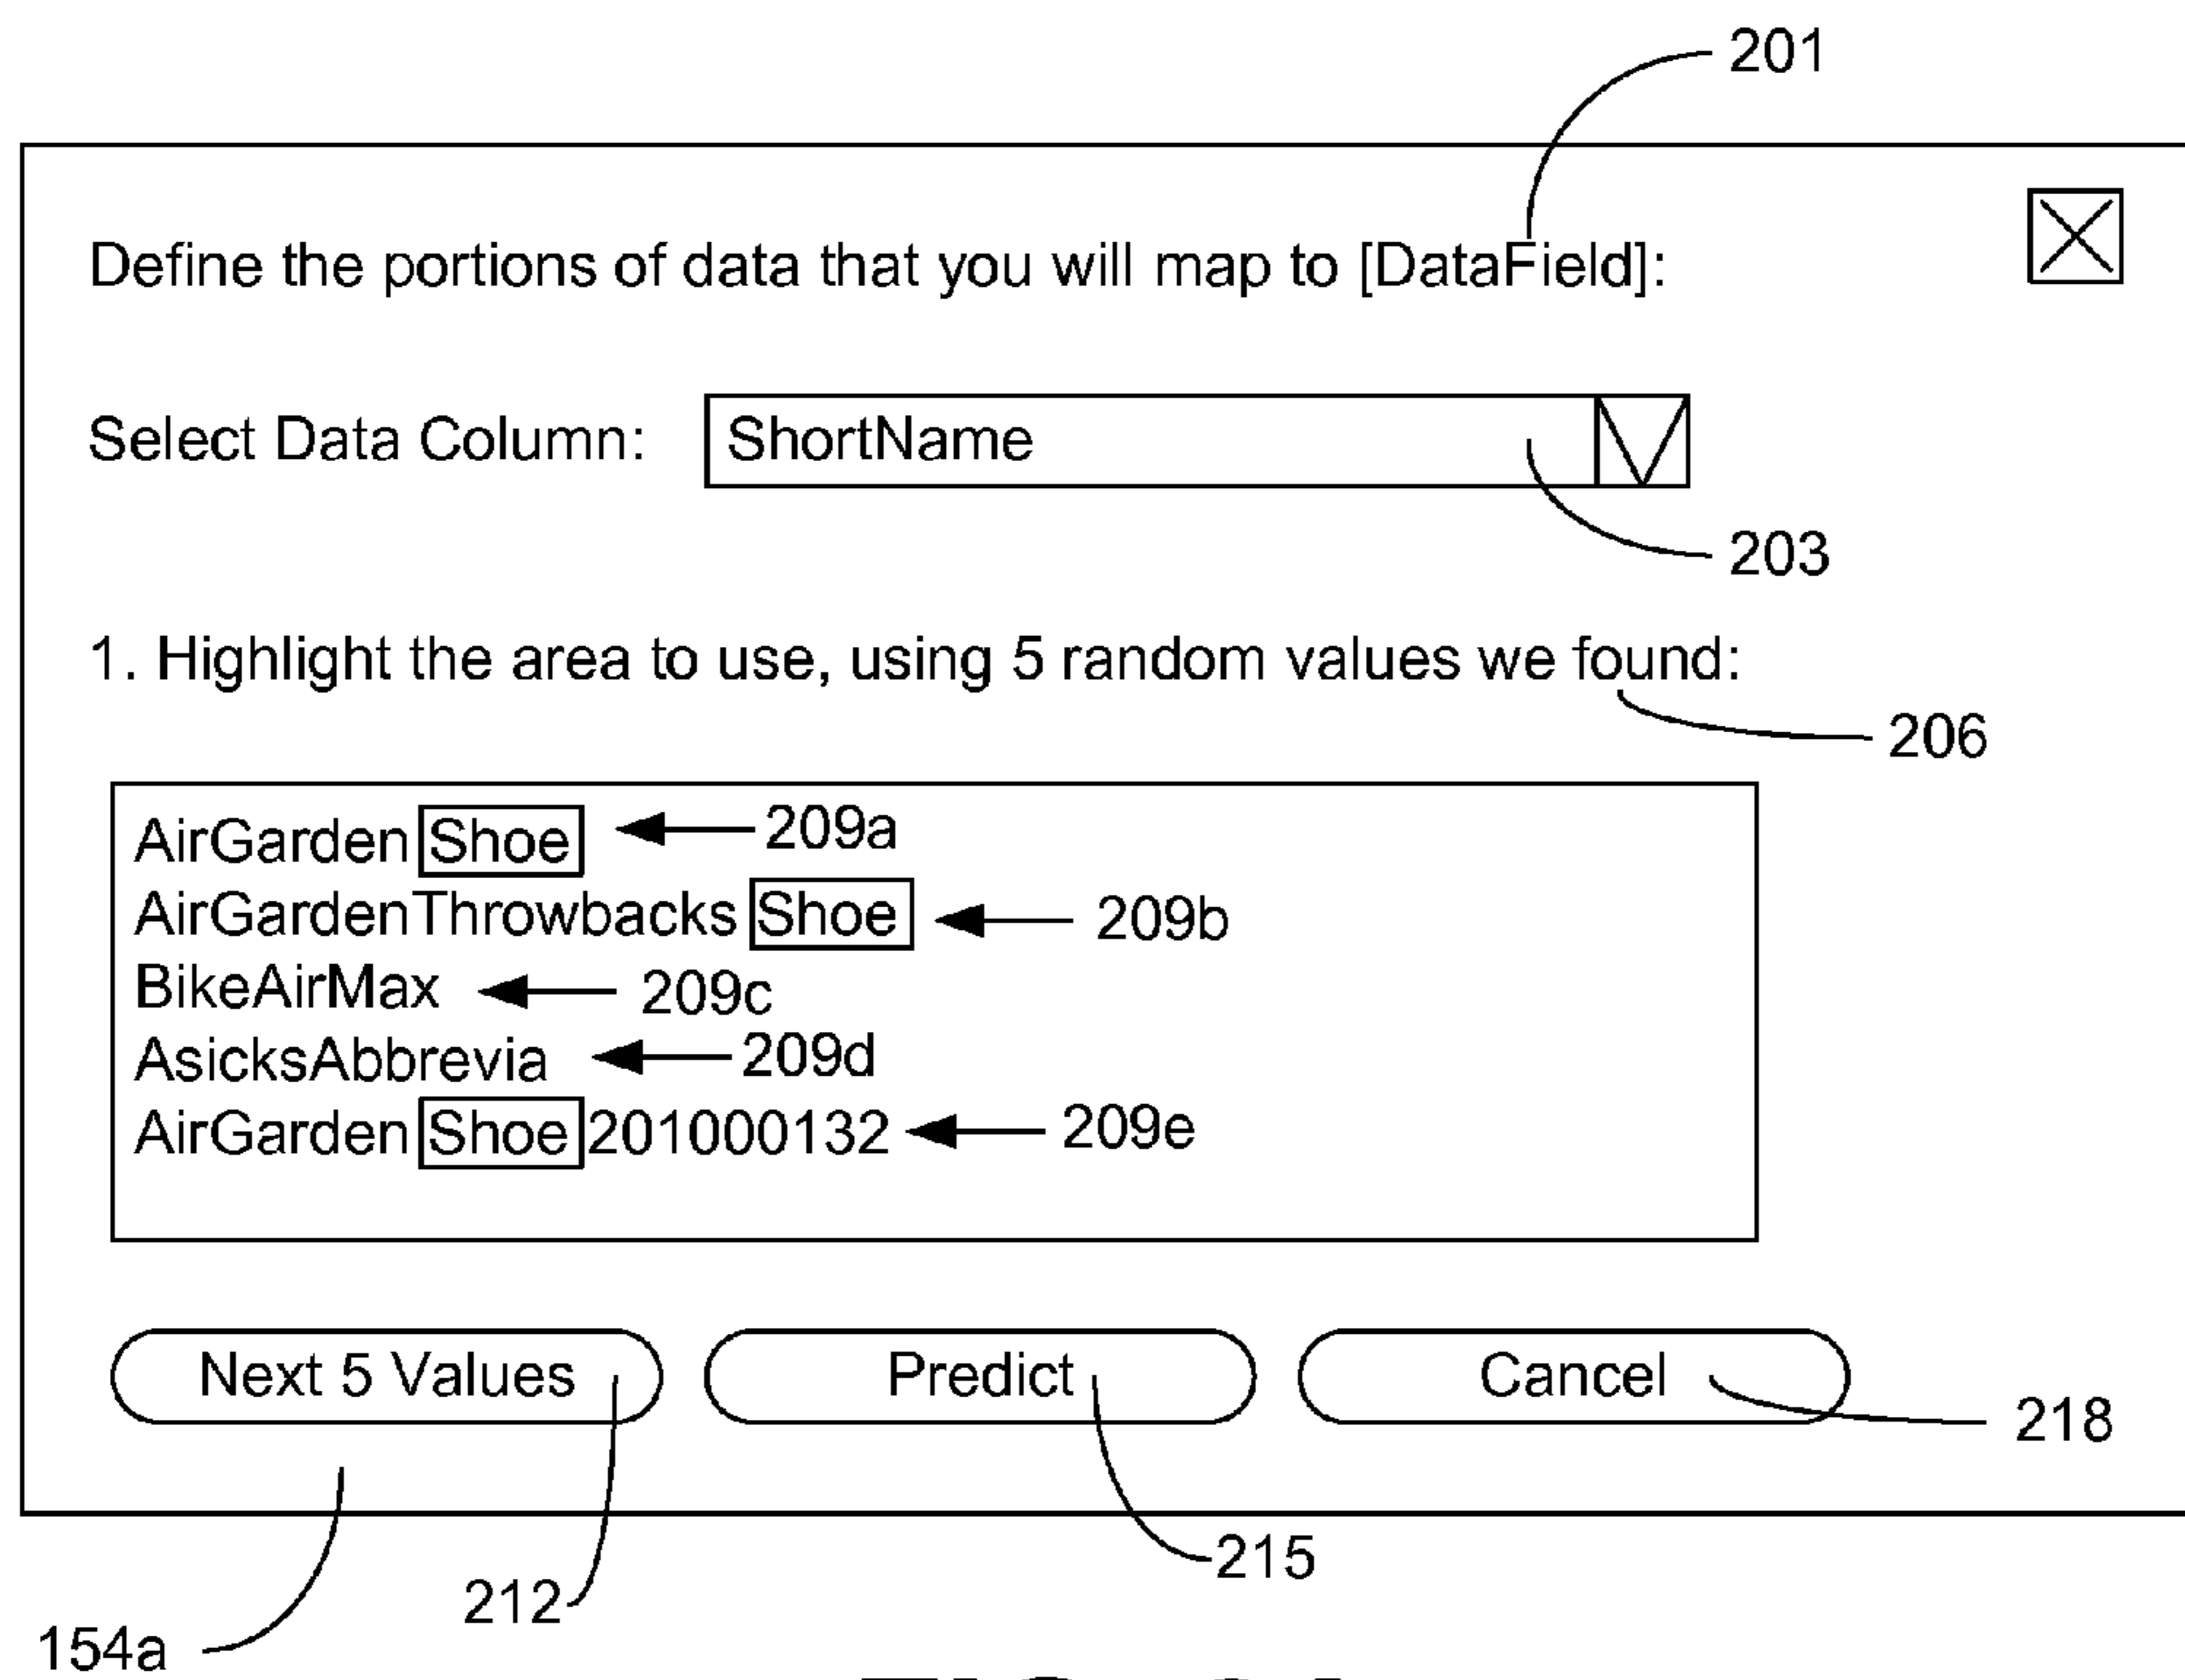 201
Define the portions of data that you will map to [DataField]:
Select Data Column: ShortName
203
1. Highlight the area to use, using 5 random values we found:
206
AirGarden Shoe 209a
AirGardenThrowbacks Shoe 209b
BikeAirMax 209c
AsicksAbbrevia 209d
AirGarden Shoe 201000132 209e
Next 5 Values Predict Cancel
218
215
212
154a